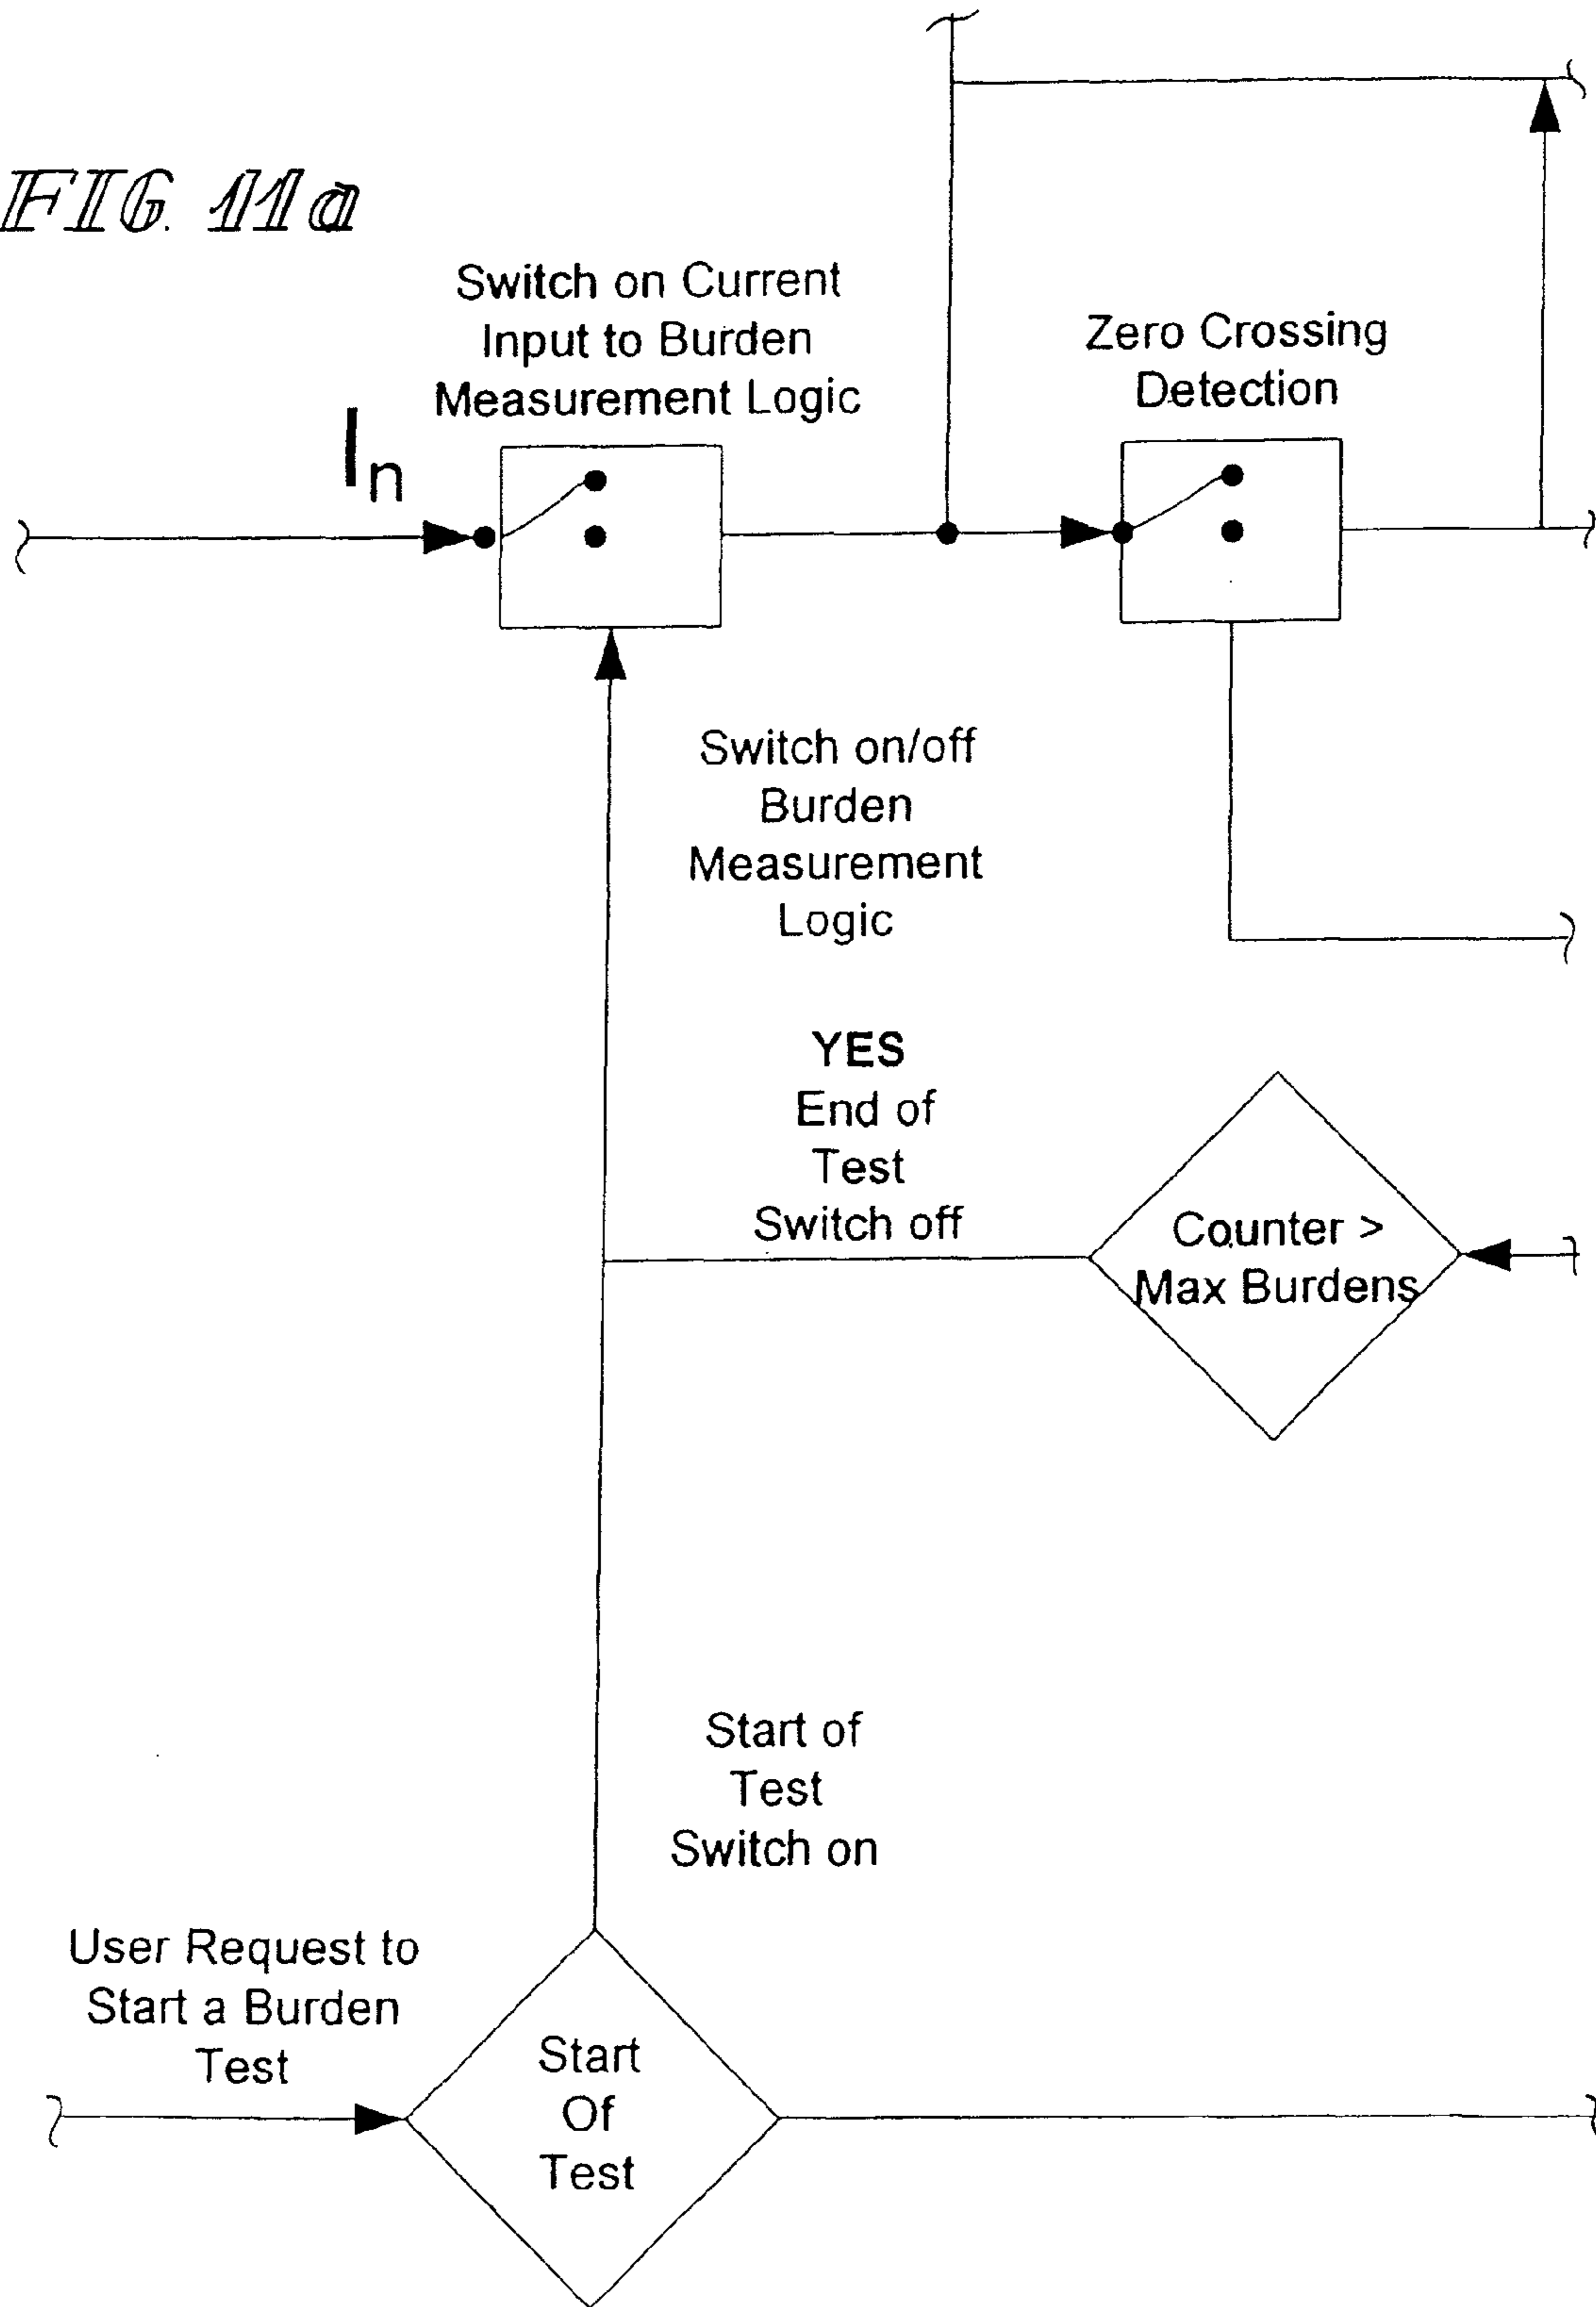 FIG. 11a
Switch on Current
Input to Burden
Measurement Logic
Zero Crossing
Detection
In
Switch on/off
Burden
Measurement
Logic
YES
End of
Test
Switch off
Counter >
Max Burdens
Start of
Test
Switch on
User Request to
Start a Burden
Test
Start
Of
Test